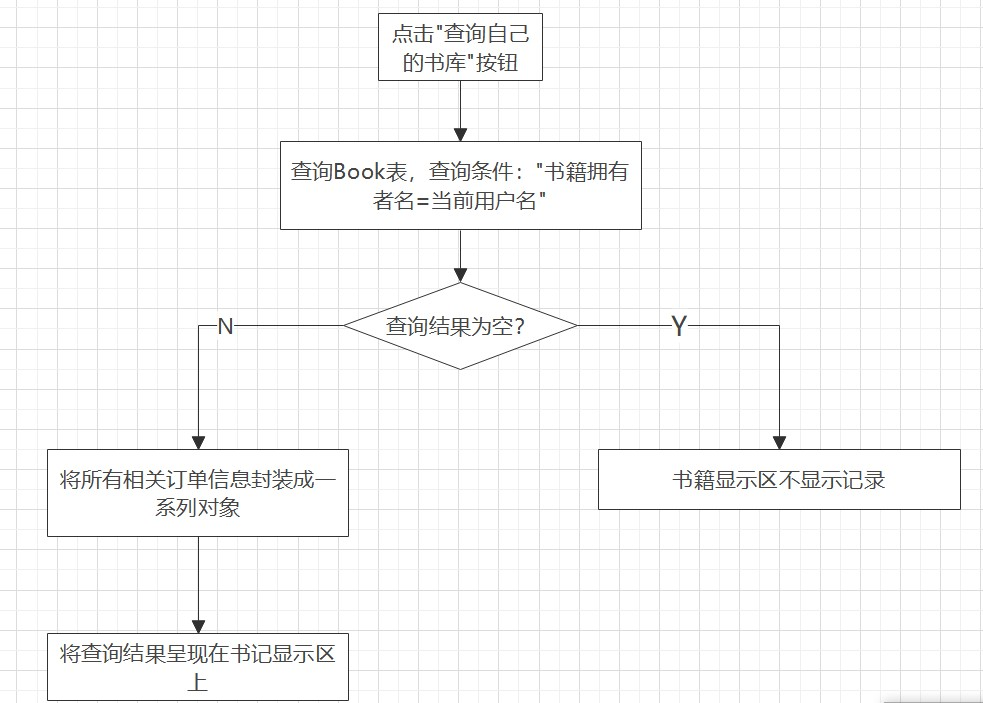 点击"查询自己
的书库"按钮
查询Book表，查询条件："书籍拥有
者名=当前用户名"
查询结果为空？
N
Y
将所有相关订单信息封装成一
系列对象
书籍显示区不显示记录
将查询结果呈现在书记显示区
上